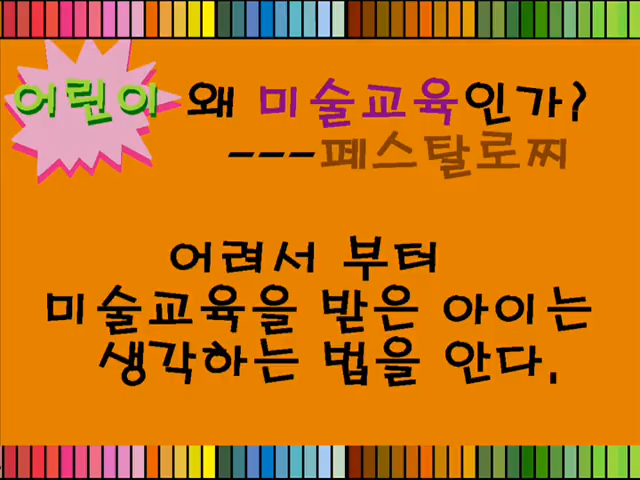 어린이 왜 미술교육인가?
---페스탈로찌
어려서 부터
미술교육을 받은 아이는
생각하는 법을 안다.